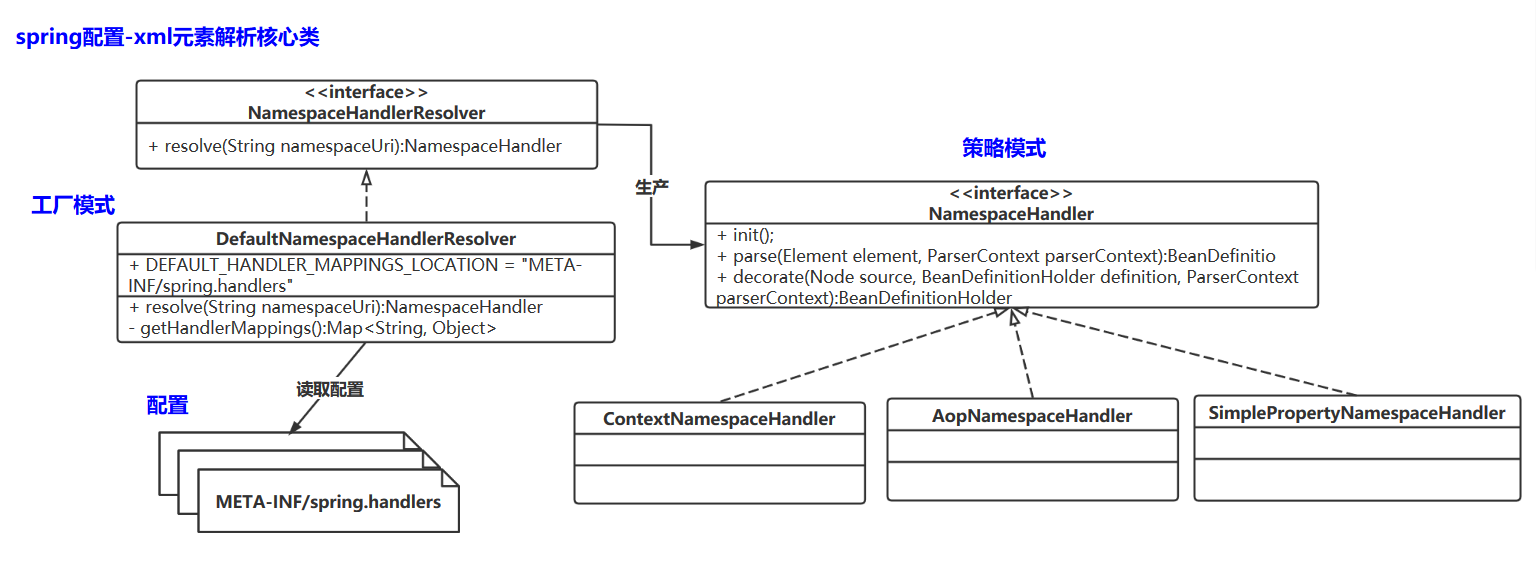 spring配置-xml元素解析核心类
<<interface>>
NamespaceHandlerResolver
+ resolve(String namespaceUri):NamespaceHandler
工厂模式
DefaultNamespaceHandlerResolver
+ DEFAULT_HANDLER_MAPPINGS_LOCATION = "META-
INF/spring.handlers"
+ resolve(String namespaceUri):NamespaceHandler
- getHandlerMappings():Map<String, Object>
读取配置
配置
META-INF/spring.handlers
生产
策略模式
<<interface>>
NamespaceHandler
+ init();
+ parse(Element element, ParserContext parserContext):BeanDefinitio
+ decorate(Node source, BeanDefinitionHolder definition, ParserContext
parserContext):BeanDefinitionHolder
ContextNamespaceHandler
AopNamespaceHandler
SimplePropertyNamespaceHandler